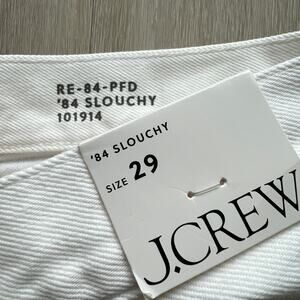 RE-84-PFD
'84 SLOUCHY
101914
'84 SLOUCHY
SIZE 29
J.CREW